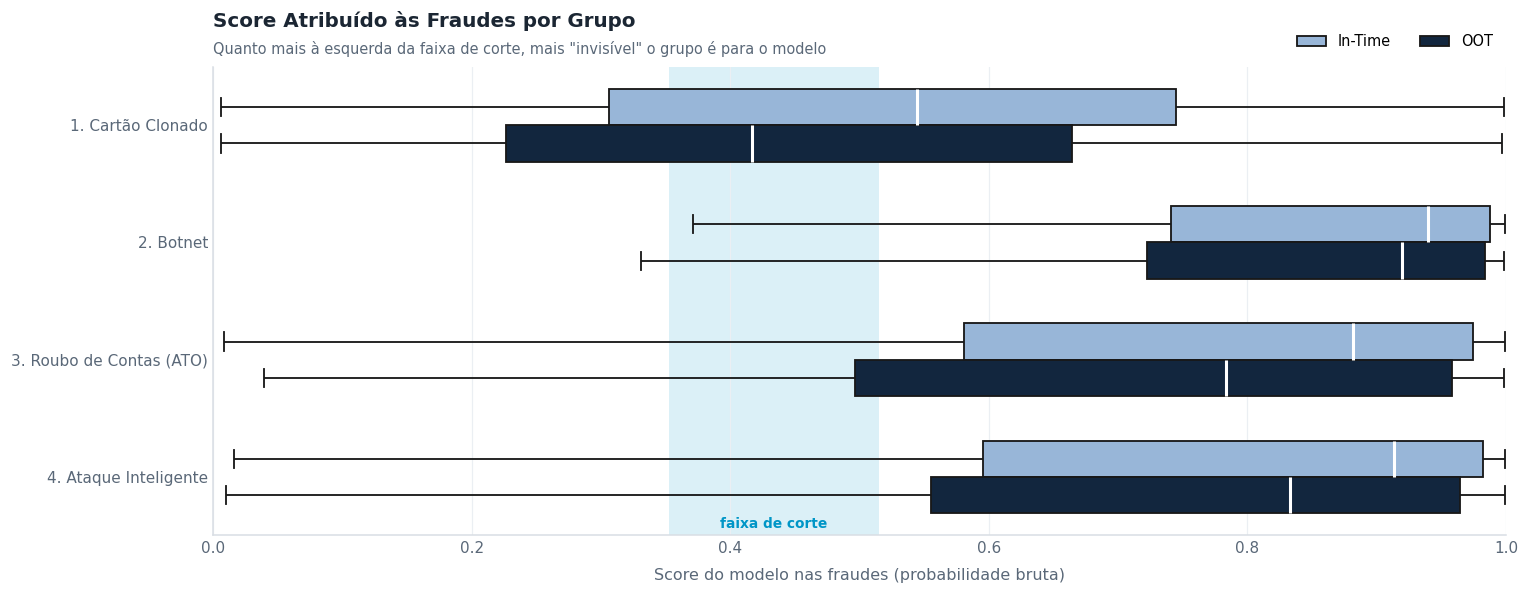 Score Atribuído às Fraudes por Grupo
Quanto mais à esquerda da faixa de corte, mais "invisível" o grupo é para o modelo
In-Time
OOT
1. Cartão Clonado
2. Botnet
3. Roubo de Contas (ATO)
4. Ataque Inteligente
faixa de corte
0.0 0.2 0.4 0.6 0.8 1.0
Score do modelo nas fraudes (probabilidade bruta)